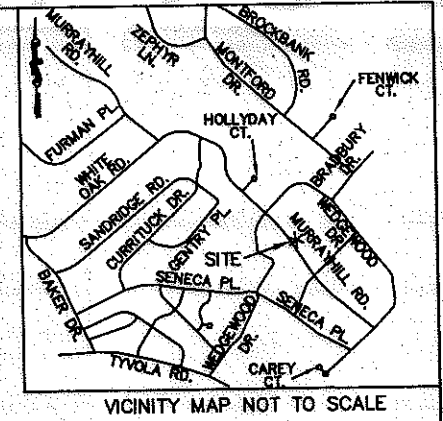 MURRAYHILL
RD.
ZEPHYR
LN.
BROCKBANK
RD.
MONTFORD
DR.
FENWICK
CT.
HOLLYDAY
CT.
FURMAN PL.
BRADBURY
DR.
WHITE
OAK RD.
SANDRIDGE RD.
CURRITUCK DR.
GENTRY PL.
WEDGEWOOD
DR.
MURRAYHILL RD.
SITE
BAKER DR.
SENECA PL.
SENECA PL.
WEDGEWOOD
DR.
TYVOLA RD.
CAREY
CT.
VICINITY MAP NOT TO SCALE